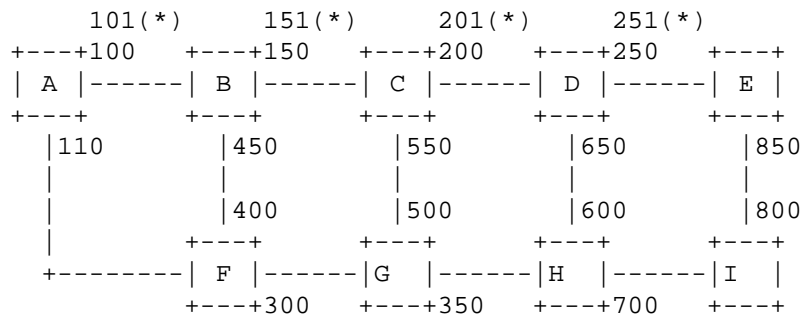 101(*) 151(*) 201(*) 251(*)
+---+100 +---+150 +---+200 +---+250 +---+
| A |------| B |------| C |------| D |------| E |
+---+ +---+ +---+ +---+ +---+
|110 |450 |550 |650 |850
| | | | |
| |400 |500 |600 |800
| +---+ +---+ +---+ +---+
+--------| F |------|G |------|H |------|I |
+---+300 +---+350 +---+700 +---+